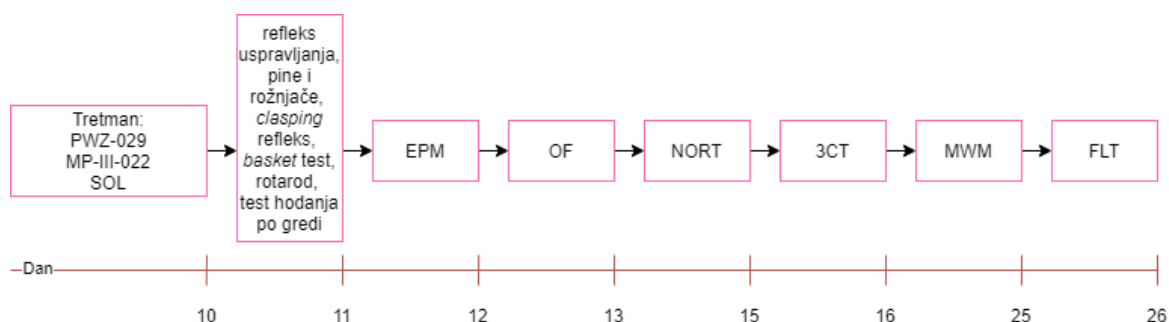 Tretman:
PWZ-029
MP-III-022
SOL
refleks
uspravljanja,
pine i
rožnjače,
clasping
refleks,
basket test,
rotarod,
test hodanja
po gredi
EPM
OF
NORT
3CT
MWM
FLT
Dan
10
11
12
13
15
16
25
26